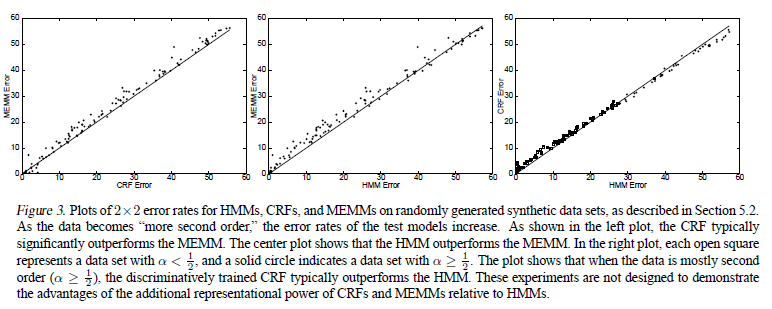 60
50
40
30
20
10
0
MEMM Error
0 10 20 30 40 50 60
CRF Error
60
50
40
30
20
10
0
MEMM Error
0 10 20 30 40 50 60
HMM Error
60
50
40
30
20
10
0
CRF Error
0 10 20 30 40 50 60
HMM Error
Figure 3. Plots of 2×2 error rates for HMMs, CRFs, and MEMMs on randomly generated synthetic data sets, as described in Section 5.2.
As the data becomes “more second order,” the error rates of the test models increase. As shown in the left plot, the CRF typically
significantly outperforms the MEMM. The center plot shows that the HMM outperforms the MEMM. In the right plot, each open square
represents a data set with α < 1/2, and a solid circle indicates a data set with α ≥ 1/2. The plot shows that when the data is mostly second
order (α ≥ 1/2), the discriminatively trained CRF typically outperforms the HMM. These experiments are not designed to demonstrate
the advantages of the additional representational power of CRFs and MEMMs relative to HMMs.